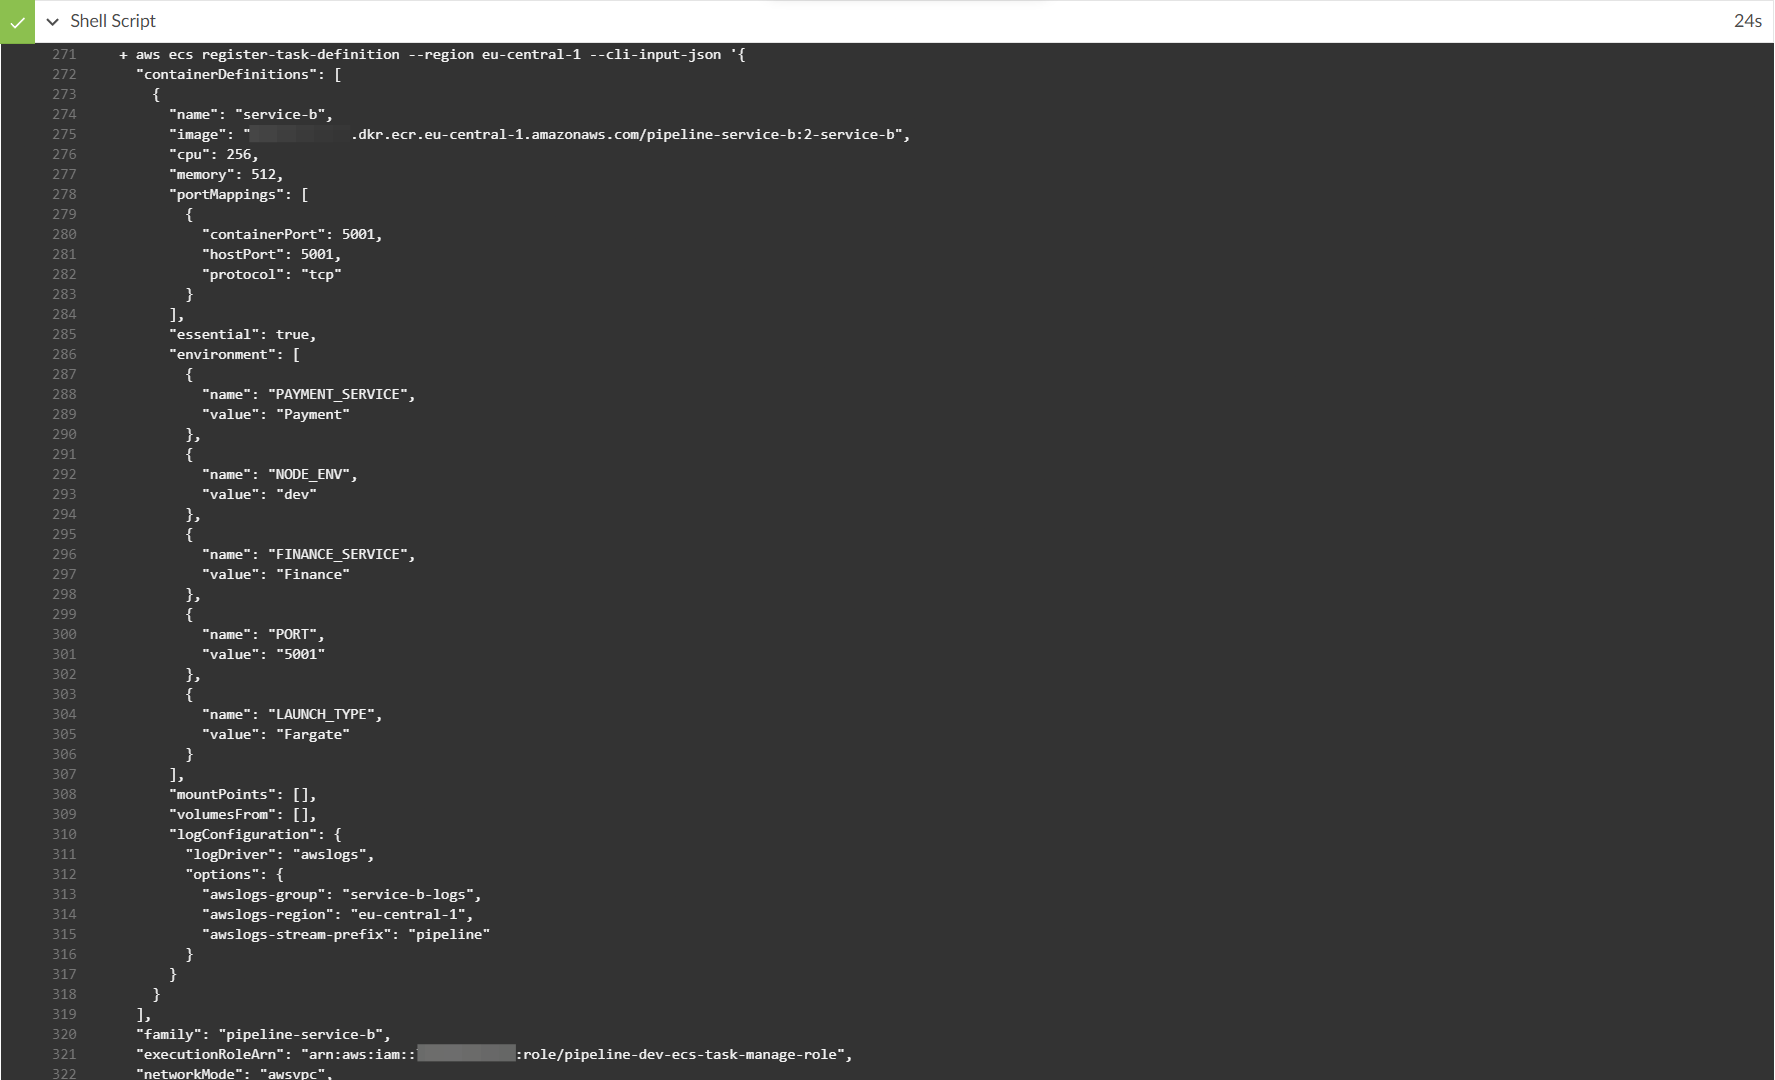 Shell Script 24s
271 + aws ecs register-task-definition --region eu-central-1 --cli-input-json '{
272 "containerDefinitions": [
273 {
274 "name": "service-b",
275 "image": " .dkr.ecr.eu-central-1.amazonaws.com/pipeline-service-b:2-service-b",
276 "cpu": 256,
277 "memory": 512,
278 "portMappings": [
279 {
280 "containerPort": 5001,
281 "hostPort": 5001,
282 "protocol": "tcp"
283 }
284 ],
285 "essential": true,
286 "environment": [
287 {
288 "name": "PAYMENT_SERVICE",
289 "value": "Payment"
290 },
291 {
292 "name": "NODE_ENV",
293 "value": "dev"
294 },
295 {
296 "name": "FINANCE_SERVICE",
297 "value": "Finance"
298 },
299 {
300 "name": "PORT",
301 "value": "5001"
302 },
303 {
304 "name": "LAUNCH_TYPE",
305 "value": "Fargate"
306 }
307 ],
308 "mountPoints": [],
309 "volumesFrom": [],
310 "logConfiguration": {
311 "logDriver": "awslogs",
312 "options": {
313 "awslogs-group": "service-b-logs",
314 "awslogs-region": "eu-central-1",
315 "awslogs-stream-prefix": "pipeline"
316 }
317 }
318 }
319 ],
320 "family": "pipeline-service-b",
321 "executionRoleArn": "arn:aws:iam:: :role/pipeline-dev-ecs-task-manage-role",
322 "networkMode": "awsvpc",